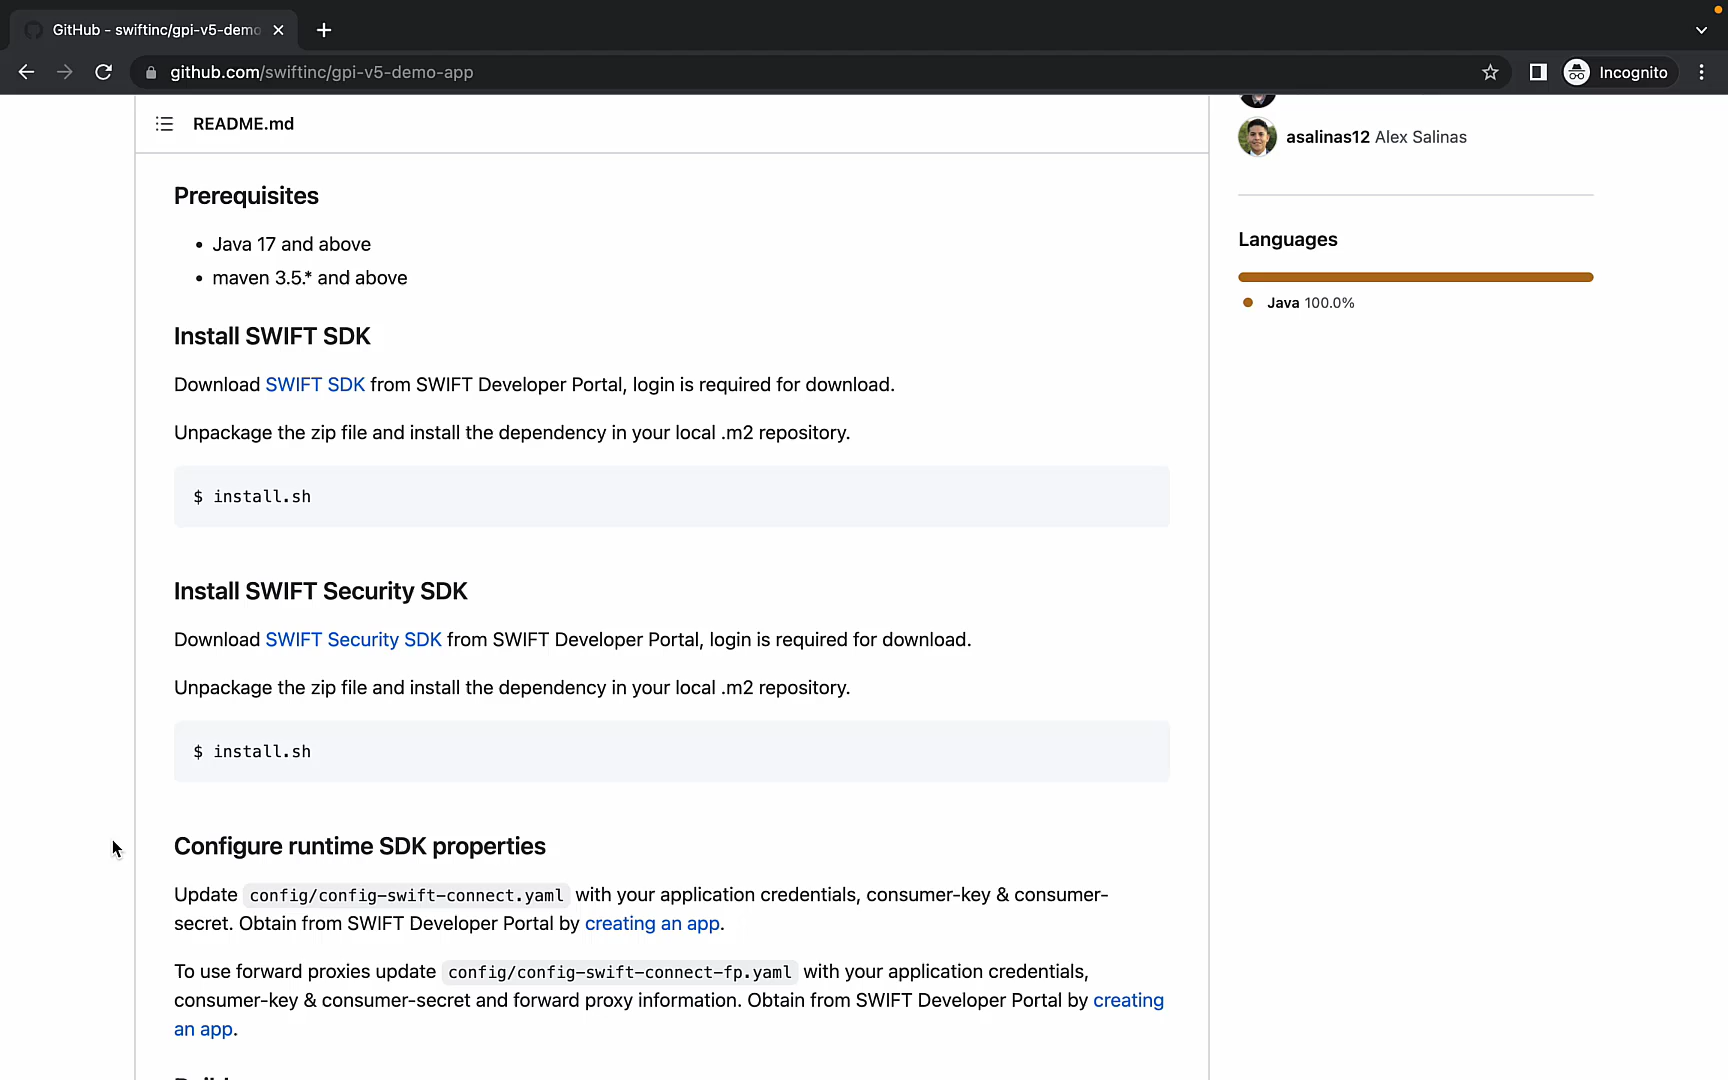 GitHub - swiftinc/gpi-v5-demo
github.com/swiftinc/gpi-v5-demo-app
Incognito
README.md
asalinas12 Alex Salinas
Prerequisites
• Java 17 and above
• maven 3.5.* and above
Languages
Java 100.0%
Install SWIFT SDK
Download SWIFT SDK from SWIFT Developer Portal, login is required for download.
Unpackage the zip file and install the dependency in your local .m2 repository.
$ install.sh
Install SWIFT Security SDK
Download SWIFT Security SDK from SWIFT Developer Portal, login is required for download.
Unpackage the zip file and install the dependency in your local .m2 repository.
$ install.sh
Configure runtime SDK properties
Update config/config-swift-connect.yaml with your application credentials, consumer-key & consumer-
secret. Obtain from SWIFT Developer Portal by creating an app.
To use forward proxies update config/config-swift-connect-fp.yaml with your application credentials,
consumer-key & consumer-secret and forward proxy information. Obtain from SWIFT Developer Portal by creating
an app.